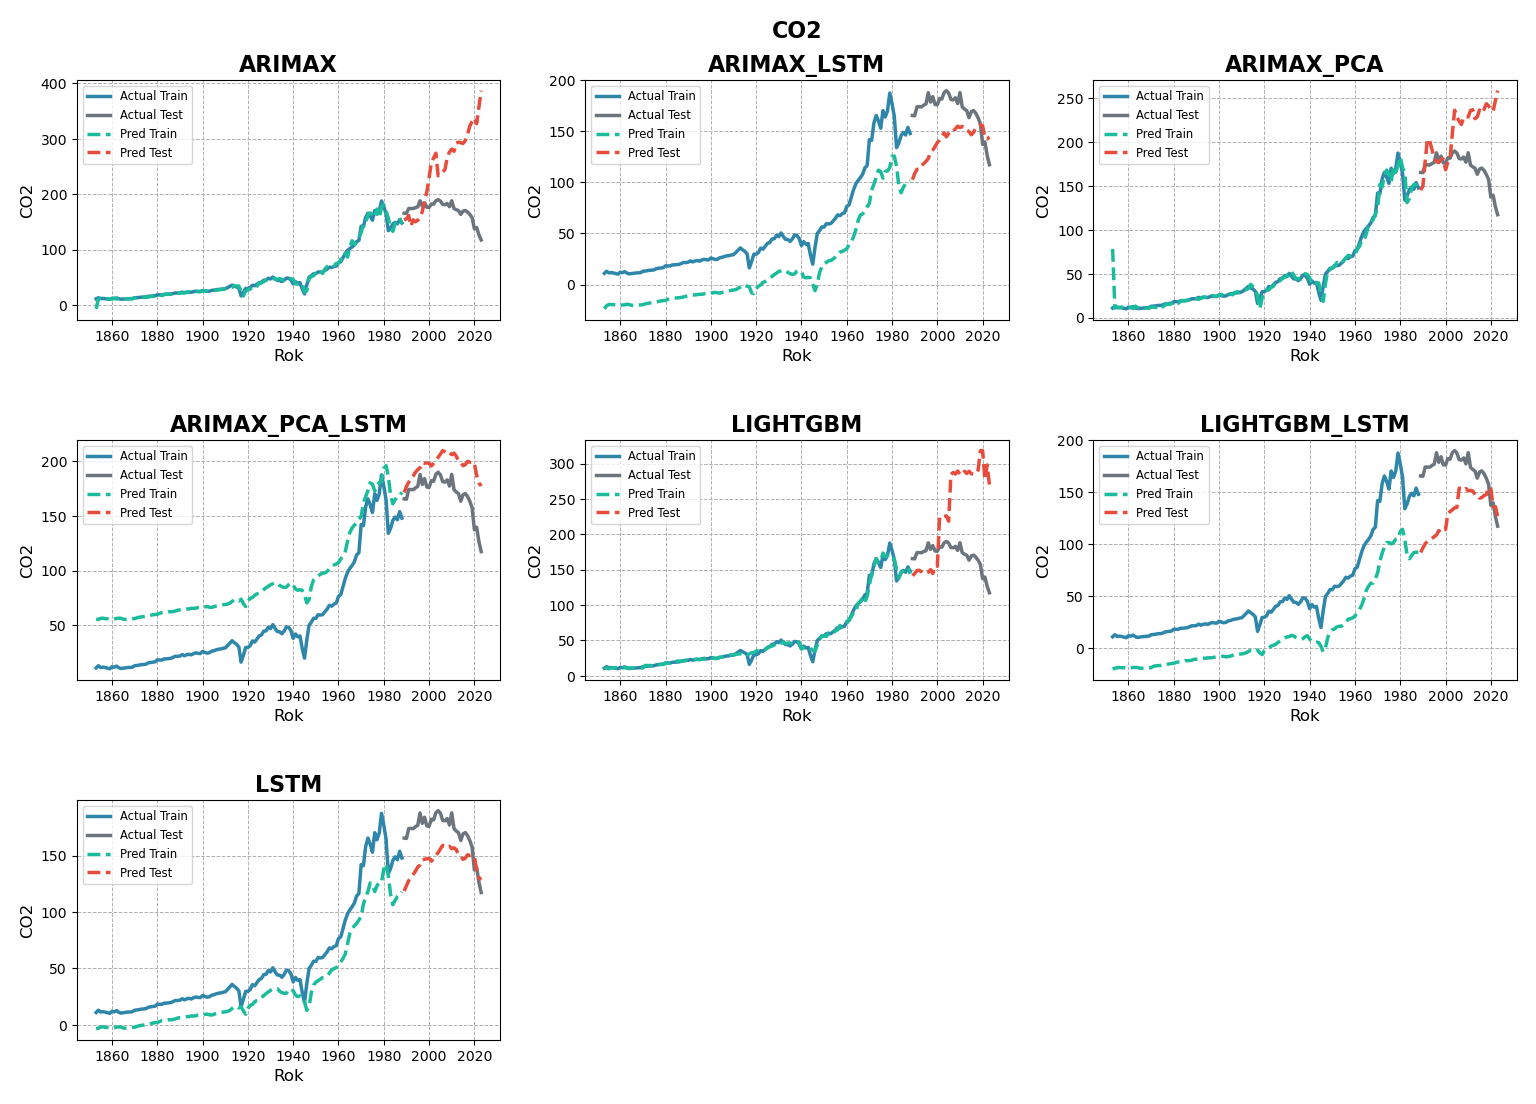 CO2
ARIMAX
400
300
200
100
0
CO2
1860 1880 1900 1920 1940 1960 1980 2000 2020
Rok
Actual Train
Actual Test
Pred Train
Pred Test
ARIMAX_LSTM
200
150
100
50
0
CO2
1860 1880 1900 1920 1940 1960 1980 2000 2020
Rok
Actual Train
Actual Test
Pred Train
Pred Test
ARIMAX_PCA
250
200
150
100
50
0
CO2
1860 1880 1900 1920 1940 1960 1980 2000 2020
Rok
Actual Train
Actual Test
Pred Train
Pred Test
ARIMAX_PCA_LSTM
200
150
100
50
CO2
1860 1880 1900 1920 1940 1960 1980 2000 2020
Rok
Actual Train
Actual Test
Pred Train
Pred Test
LIGHTGBM
300
250
200
150
100
50
0
CO2
1860 1880 1900 1920 1940 1960 1980 2000 2020
Rok
Actual Train
Actual Test
Pred Train
Pred Test
LIGHTGBM_LSTM
200
150
100
50
0
CO2
1860 1880 1900 1920 1940 1960 1980 2000 2020
Rok
Actual Train
Actual Test
Pred Train
Pred Test
LSTM
150
100
50
0
CO2
1860 1880 1900 1920 1940 1960 1980 2000 2020
Rok
Actual Train
Actual Test
Pred Train
Pred Test